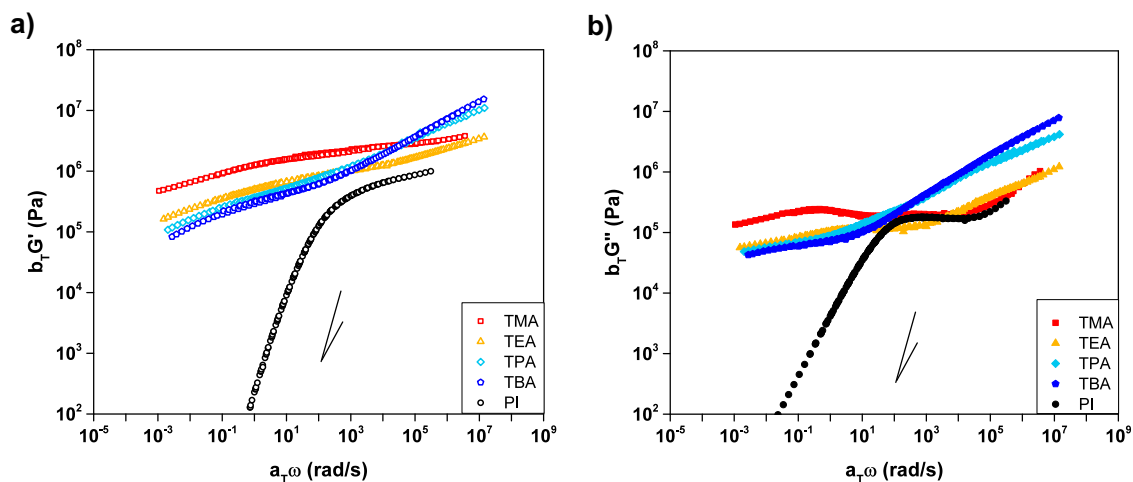 a)
b_T G' (Pa)
10^8
10^7
10^6
10^5
10^4
10^3
10^2
10^-5 10^-3 10^-1 10^1 10^3 10^5 10^7 10^9
a_Tω (rad/s)
TMA
TEA
TPA
TBA
PI
b)
b_T G'' (Pa)
10^8
10^7
10^6
10^5
10^4
10^3
10^2
10^-5 10^-3 10^-1 10^1 10^3 10^5 10^7 10^9
a_Tω (rad/s)
TMA
TEA
TPA
TBA
PI